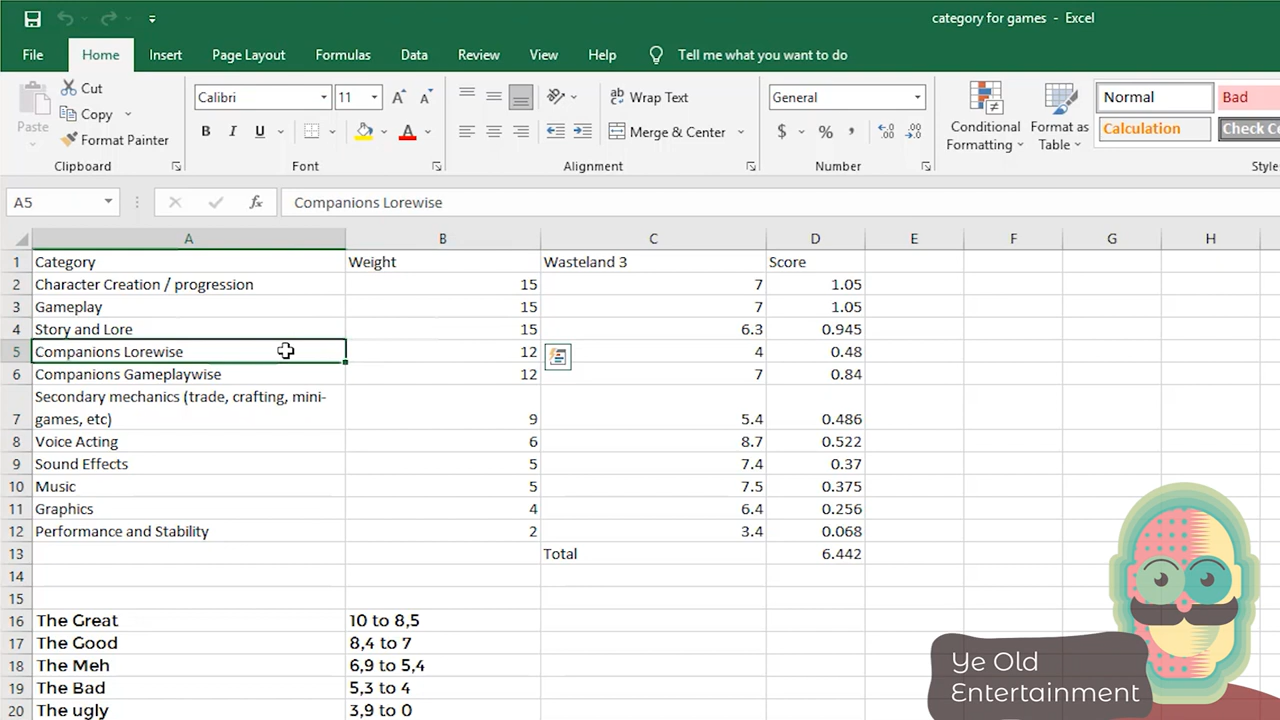 category for games - Excel
File Home Insert Page Layout Formulas Data Review View Help Tell me what you want to do
Paste
Cut
Copy
Format Painter
Clipboard
Calibri 11
B I U
Font
Wrap Text
Merge & Center
Alignment
General
$ % ,
Number
Conditional Formatting
Format as Table
Normal Bad
Calculation Check C
Style
A5 fx Companions Lorewise
A B C D E F G H
1 Category Weight Wasteland 3 Score
2 Character Creation / progression 15 7 1.05
3 Gameplay 15 7 1.05
4 Story and Lore 15 6.3 0.945
5 Companions Lorewise 12 4 0.48
6 Companions Gameplaywise 12 7 0.84
Secondary mechanics (trade, crafting, mini-
7 games, etc) 9 5.4 0.486
8 Voice Acting 6 8.7 0.522
9 Sound Effects 5 7.4 0.37
10 Music 5 7.5 0.375
11 Graphics 4 6.4 0.256
12 Performance and Stability 2 3.4 0.068
13 Total 6.442
14
15
16 The Great 10 to 8,5
17 The Good 8,4 to 7
18 The Meh 6,9 to 5,4
19 The Bad 5,3 to 4
20 The ugly 3,9 to 0
Ye Old
Entertainment